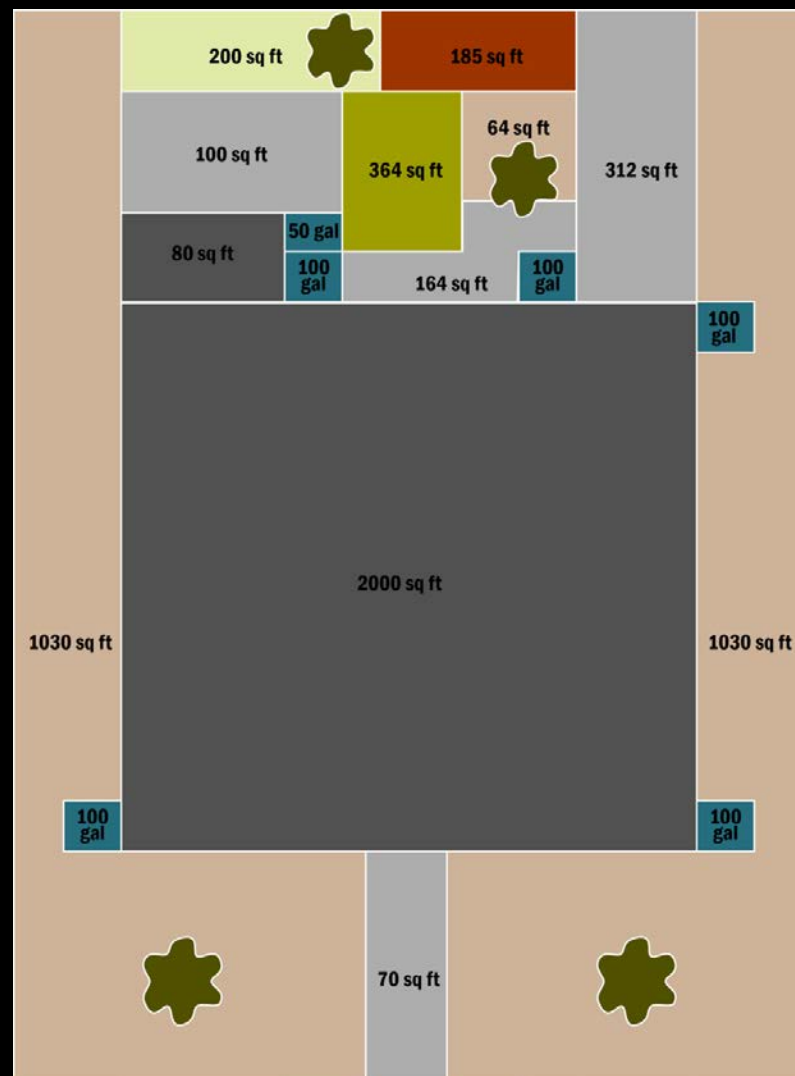 200 sq ft
185 sq ft
100 sq ft
364 sq ft
64 sq ft
312 sq ft
80 sq ft
50 gal
100
gal
164 sq ft
100
gal
100
gal
2000 sq ft
1030 sq ft
1030 sq ft
100
gal
100
gal
70 sq ft